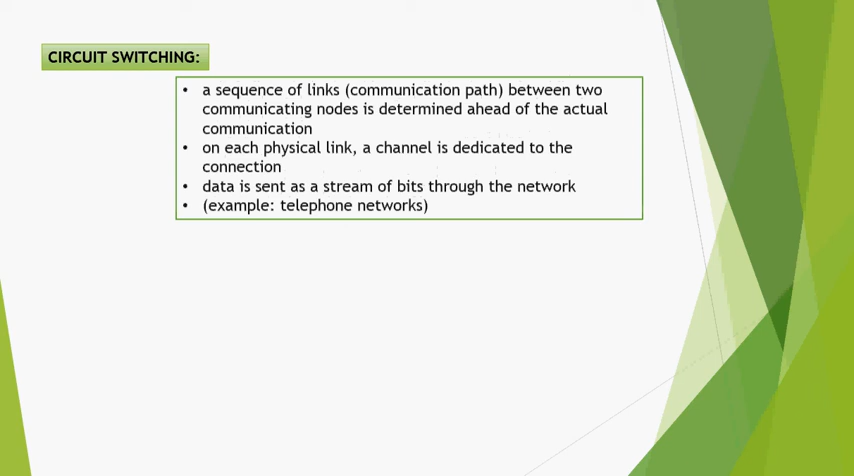 CIRCUIT SWITCHING:
• a sequence of links (communication path) between two
communicating nodes is determined ahead of the actual
communication
• on each physical link, a channel is dedicated to the
connection
• data is sent as a stream of bits through the network
• (example: telephone networks)